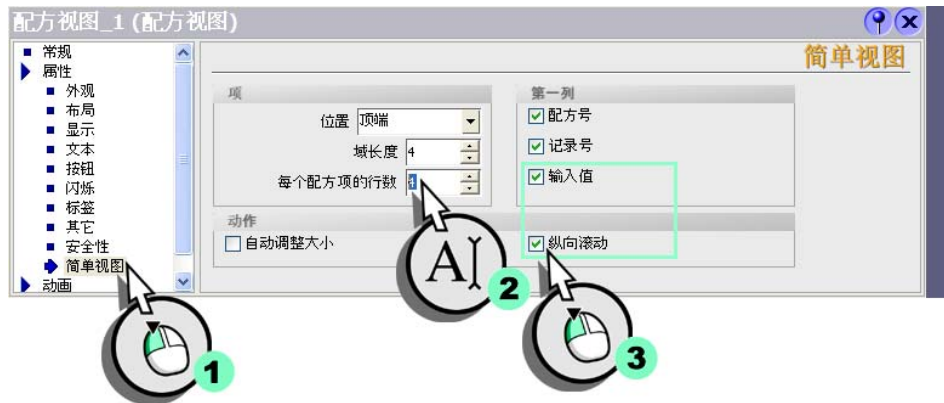 配方视图_1 (配方视图)
常规
属性
外观
布局
显示
文本
按钮
闪烁
标签
其它
安全性
简单视图
动画
简单视图
项
位置 顶端
域长度 4
每个配方项的行数
第一列
配方号
记录号
输入值
动作
自动调整大小
纵向滚动
A
1
2
3